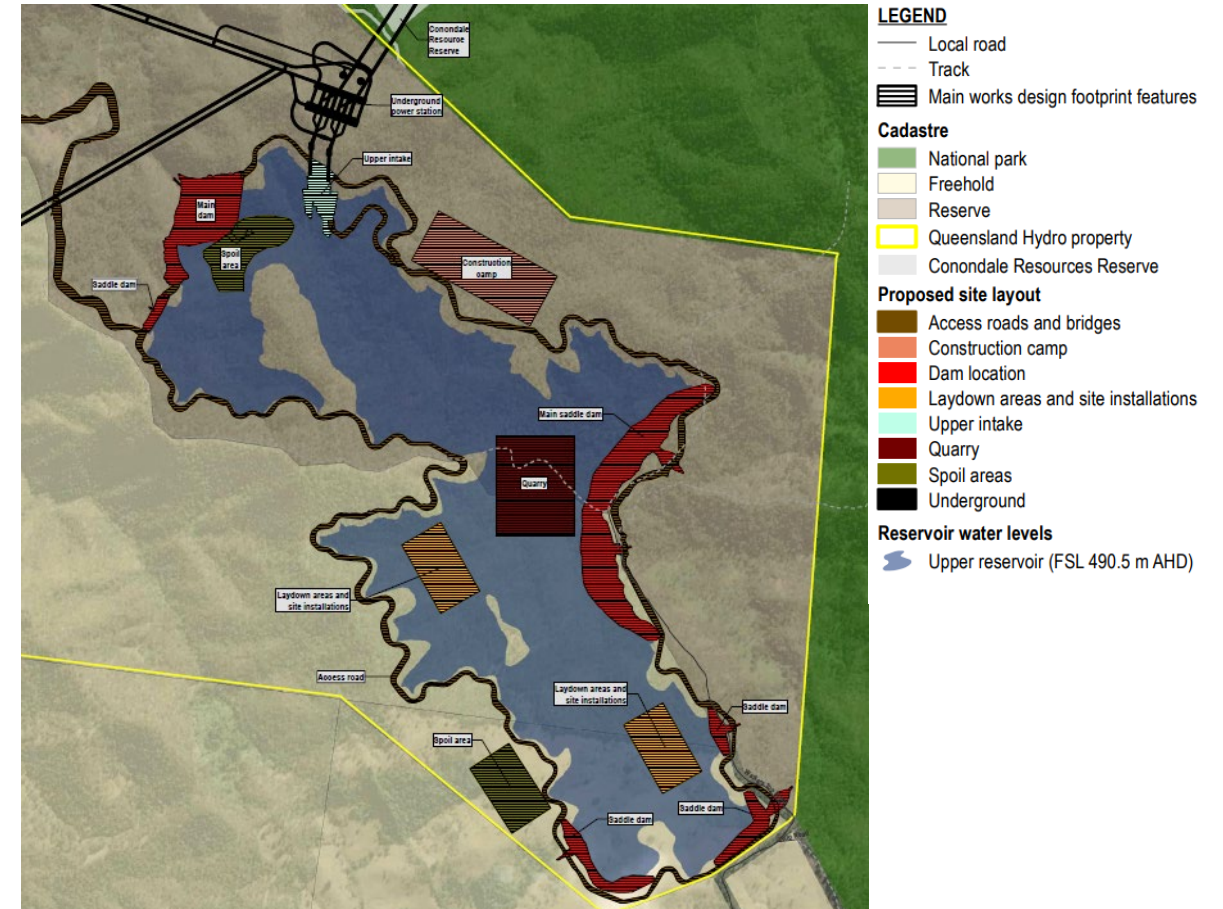 Conondale
Resource
Reserve
Underground
power station
Upper intake
Main
dam
Spoil
area
Saddle dam
Construction
camp
Main saddle dam
Quarry
Laydown areas and
site installations
Access road
Laydown areas and
site installations
Saddle dam
Spoil area
Saddle dam
Saddle dam
LEGEND
Local road
Track
Main works design footprint features
Cadastre
National park
Freehold
Reserve
Queensland Hydro property
Conondale Resources Reserve
Proposed site layout
Access roads and bridges
Construction camp
Dam location
Laydown areas and site installations
Upper intake
Quarry
Spoil areas
Underground
Reservoir water levels
Upper reservoir (FSL 490.5 m AHD)